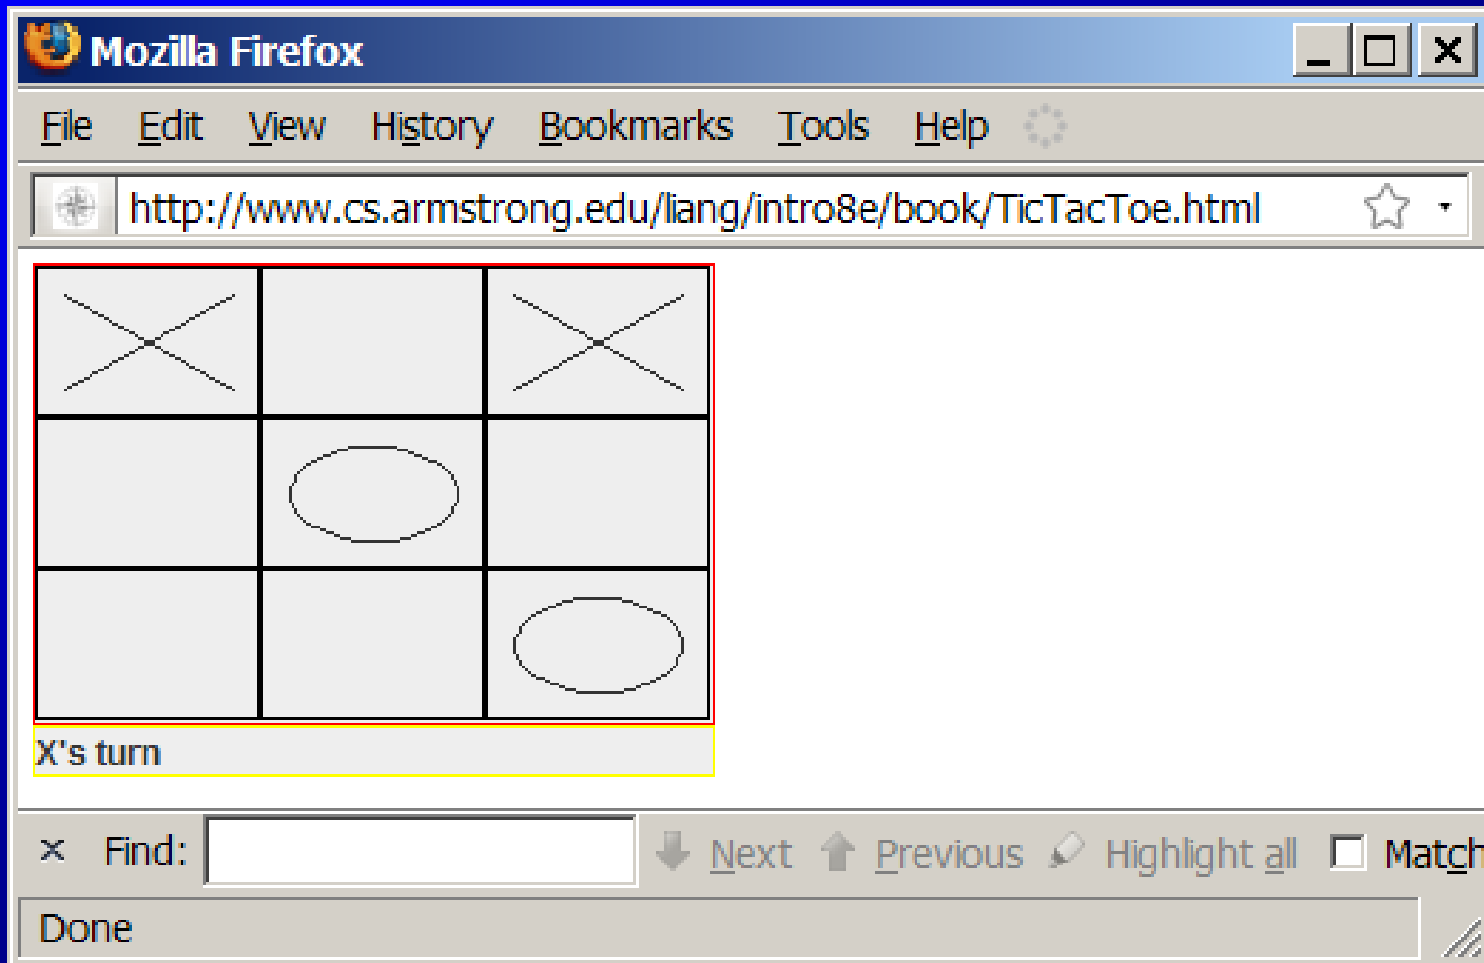 Mozilla Firefox
File Edit View History Bookmarks Tools Help
http://www.cs.armstrong.edu/liang/intro8e/book/TicTacToe.html
X's turn
Find: Next Previous Highlight all Match
Done